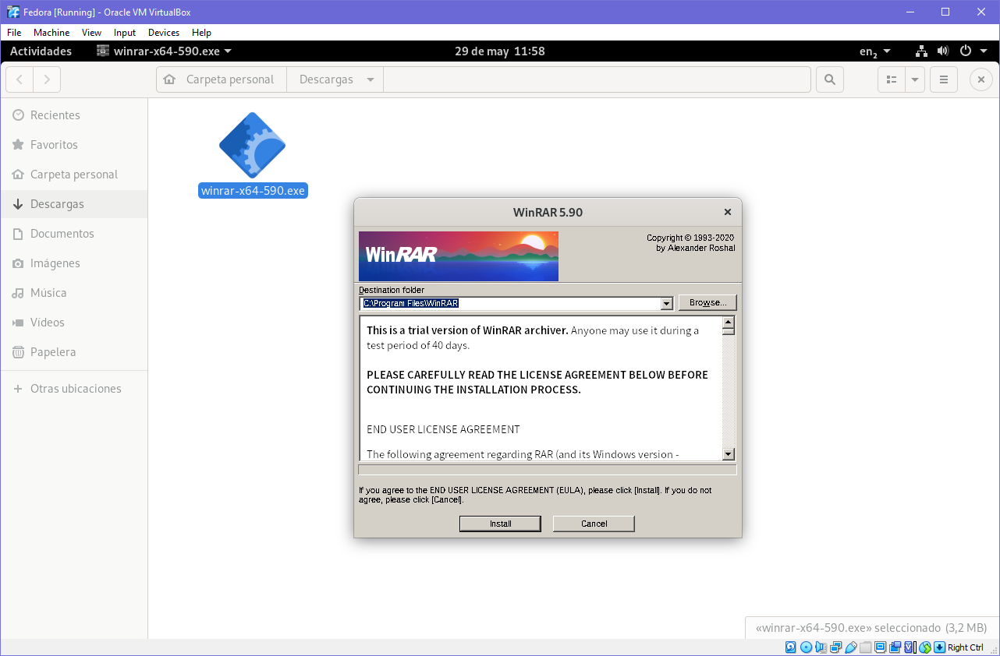 Fedora [Running] - Oracle VM VirtualBox
File Machine View Input Devices Help
Actividades winrar-x64-590.exe 29 de may 11:58 en2
Carpeta personal Descargas
Recientes
Favoritos
Carpeta personal
Descargas
Documentos
Imágenes
Música
Vídeos
Papelera
Otras ubicaciones
winrar-x64-590.exe
WinRAR 5.90
WinRAR
Copyright © 1993-2020
by Alexander Roshal
Destination folder
C:\Program Files\WinRAR
Browse...
This is a trial version of WinRAR archiver. Anyone may use it during a
test period of 40 days.
PLEASE CAREFULLY READ THE LICENSE AGREEMENT BELOW BEFORE
CONTINUING THE INSTALLATION PROCESS.
END USER LICENSE AGREEMENT
The following agreement regarding RAR (and its Windows version -
If you agree to the END USER LICENSE AGREEMENT (EULA), please click [Install]. If you do not
agree, please click [Cancel].
Install Cancel
«winrar-x64-590.exe» seleccionado (3,2 MB)
Right Ctrl